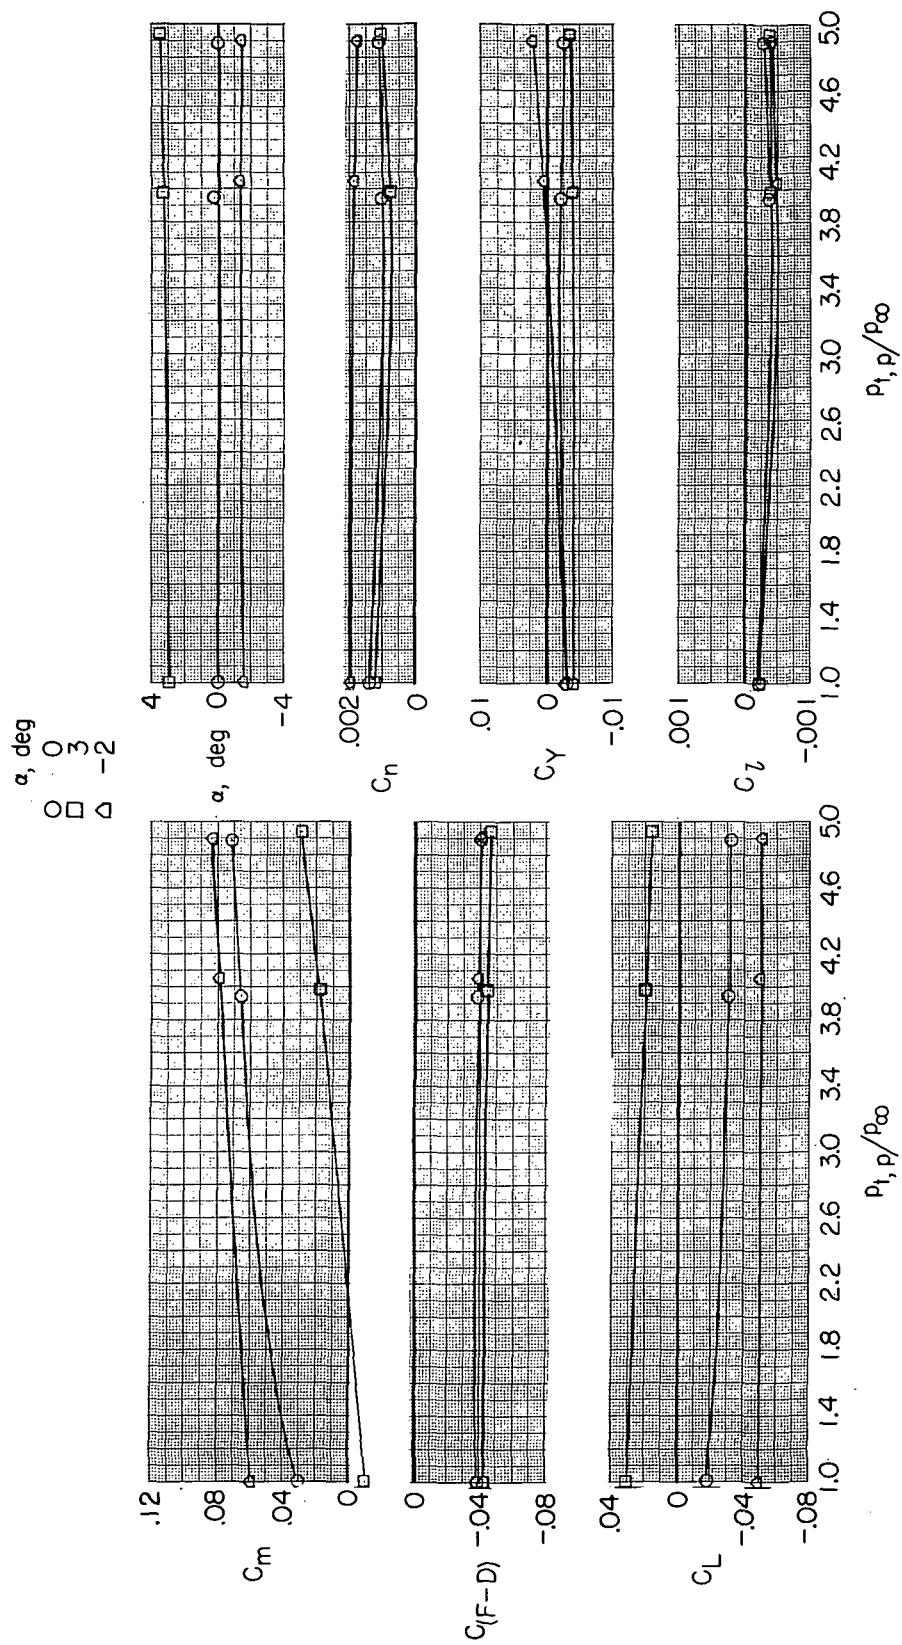 α, deg
○ 0
□ 3
△ -2
.12
.08
.04
0
C_m
0
-.04
-.08
C_(F-D)
.04
0
-.04
-.08
C_L
1.0 1.4 1.8 2.2 2.6 3.0 3.4 3.8 4.2 4.6 5.0
p_t,p/p_∞
4
0
-4
α, deg
.002
0
C_n
.01
0
-.01
C_Y
.001
0
-.001
C_l
1.0 1.4 1.8 2.2 2.6 3.0 3.4 3.8 4.2 4.6 5.0
p_t,p/p_∞